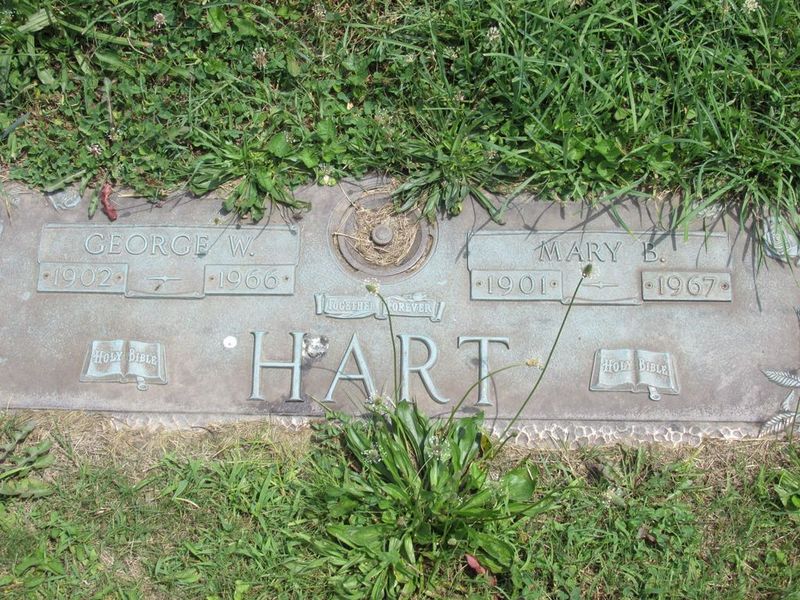 GEORGE W.
1902 1966
MARY B.
1901 1967
TOGETHER FOREVER
HOLY BIBLE
HART
HOLY BIBLE